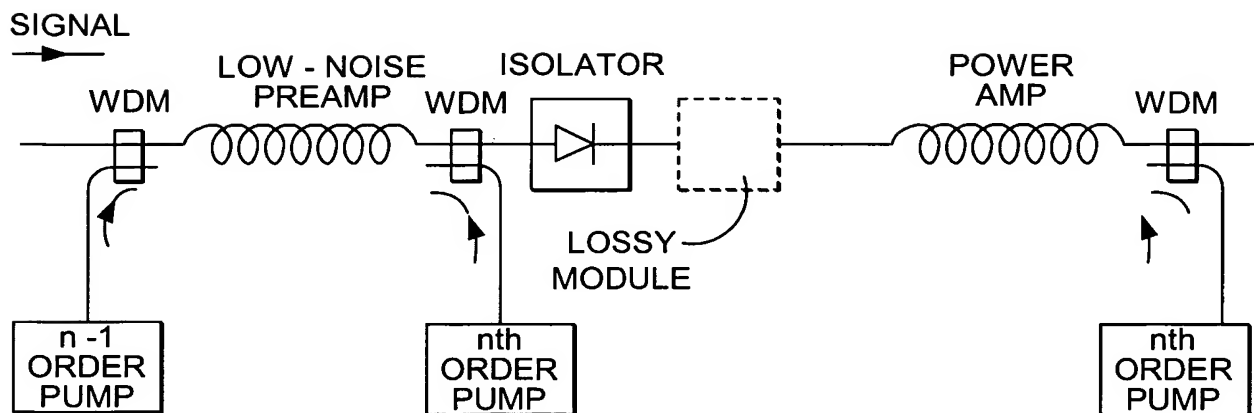 SIGNAL
WDM
LOW - NOISE
PREAMP
WDM
ISOLATOR
LOSSY
MODULE
POWER
AMP
WDM
n -1
ORDER
PUMP
nth
ORDER
PUMP
nth
ORDER
PUMP